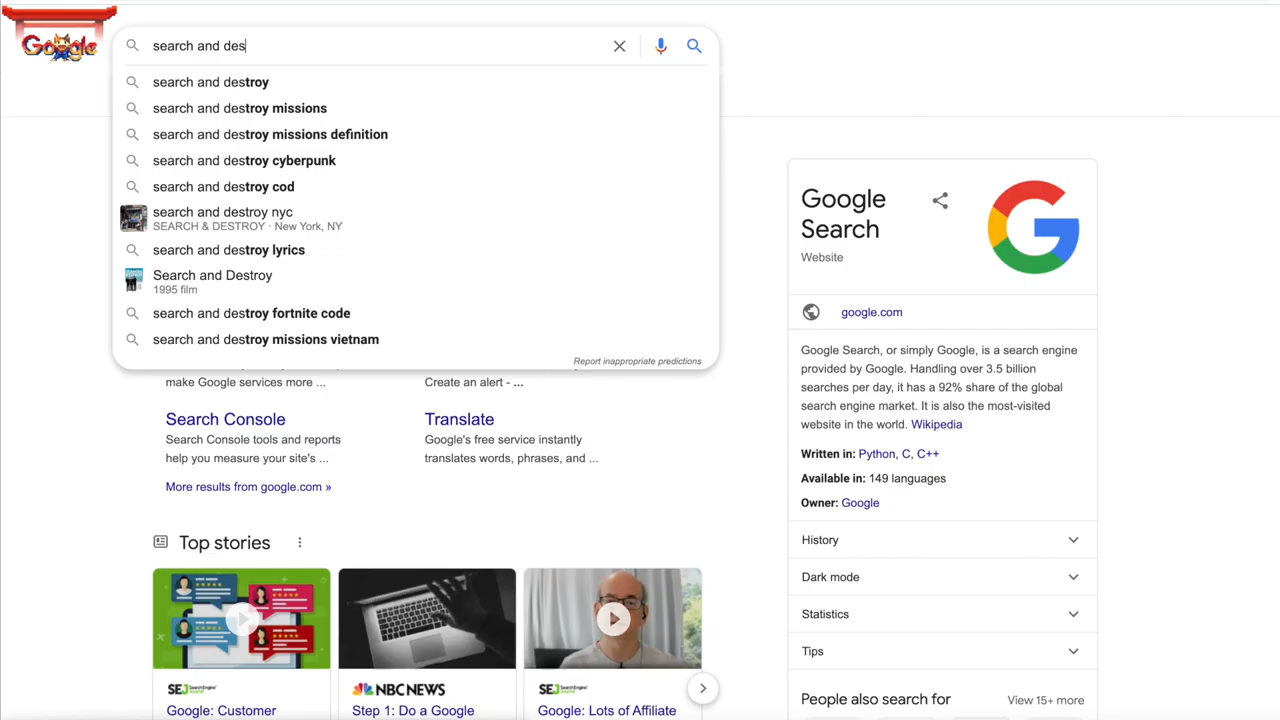 Google
search and des
search and destroy
search and destroy missions
search and destroy missions definition
search and destroy cyberpunk
search and destroy cod
search and destroy nyc
SEARCH & DESTROY · New York, NY
search and destroy lyrics
Search and Destroy
1995 film
search and destroy fortnite code
search and destroy missions vietnam
Report inappropriate predictions
make Google services more ...
Create an alert - ...
Search Console
Translate
Search Console tools and reports
help you measure your site's ...
Google's free service instantly
translates words, phrases, and ...
More results from google.com »
Top stories
SEJ Search Engine
Google: Customer
NBC NEWS
Step 1: Do a Google
SEJ Search Engine
Google: Lots of Affiliate
Google
Search
Website
google.com
Google Search, or simply Google, is a search engine
provided by Google. Handling over 3.5 billion
searches per day, it has a 92% share of the global
search engine market. It is also the most-visited
website in the world. Wikipedia
Written in: Python, C, C++
Available in: 149 languages
Owner: Google
History
Dark mode
Statistics
Tips
People also search for
View 15+ more